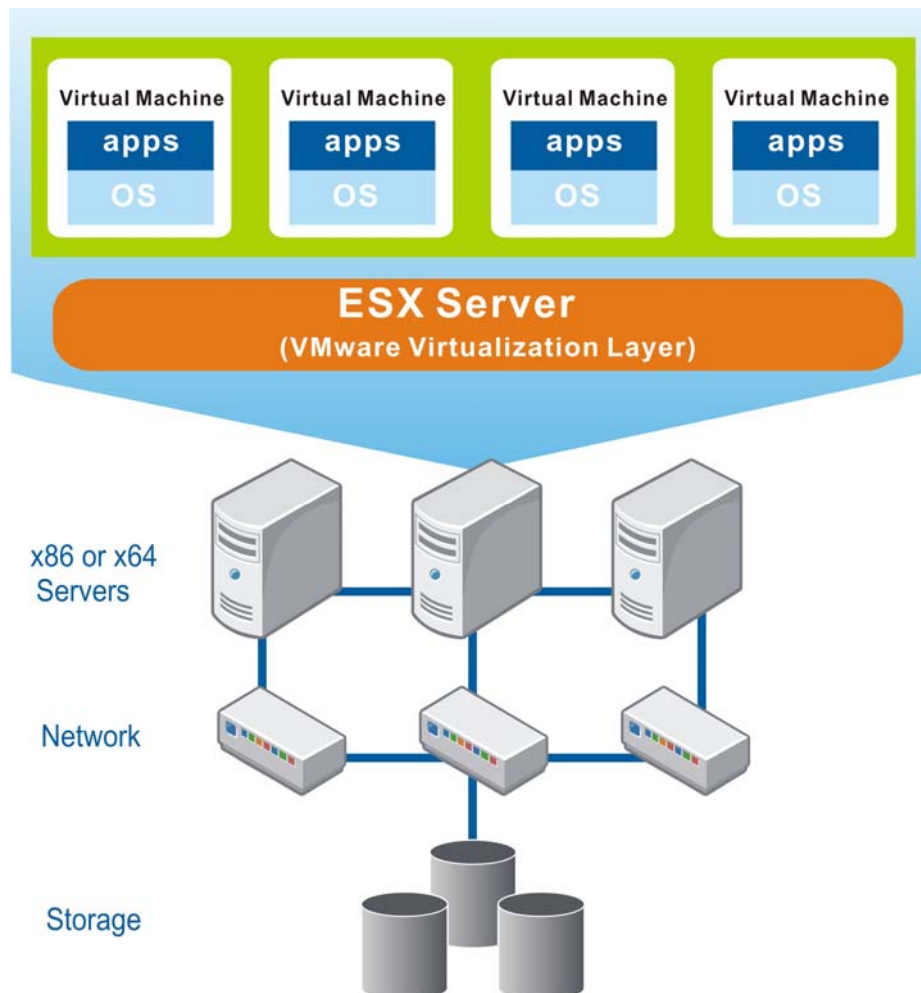 Virtual Machine Virtual Machine Virtual Machine Virtual Machine
apps apps apps apps
OS OS OS OS
ESX Server
(VMware Virtualization Layer)
x86 or x64
Servers
Network
Storage